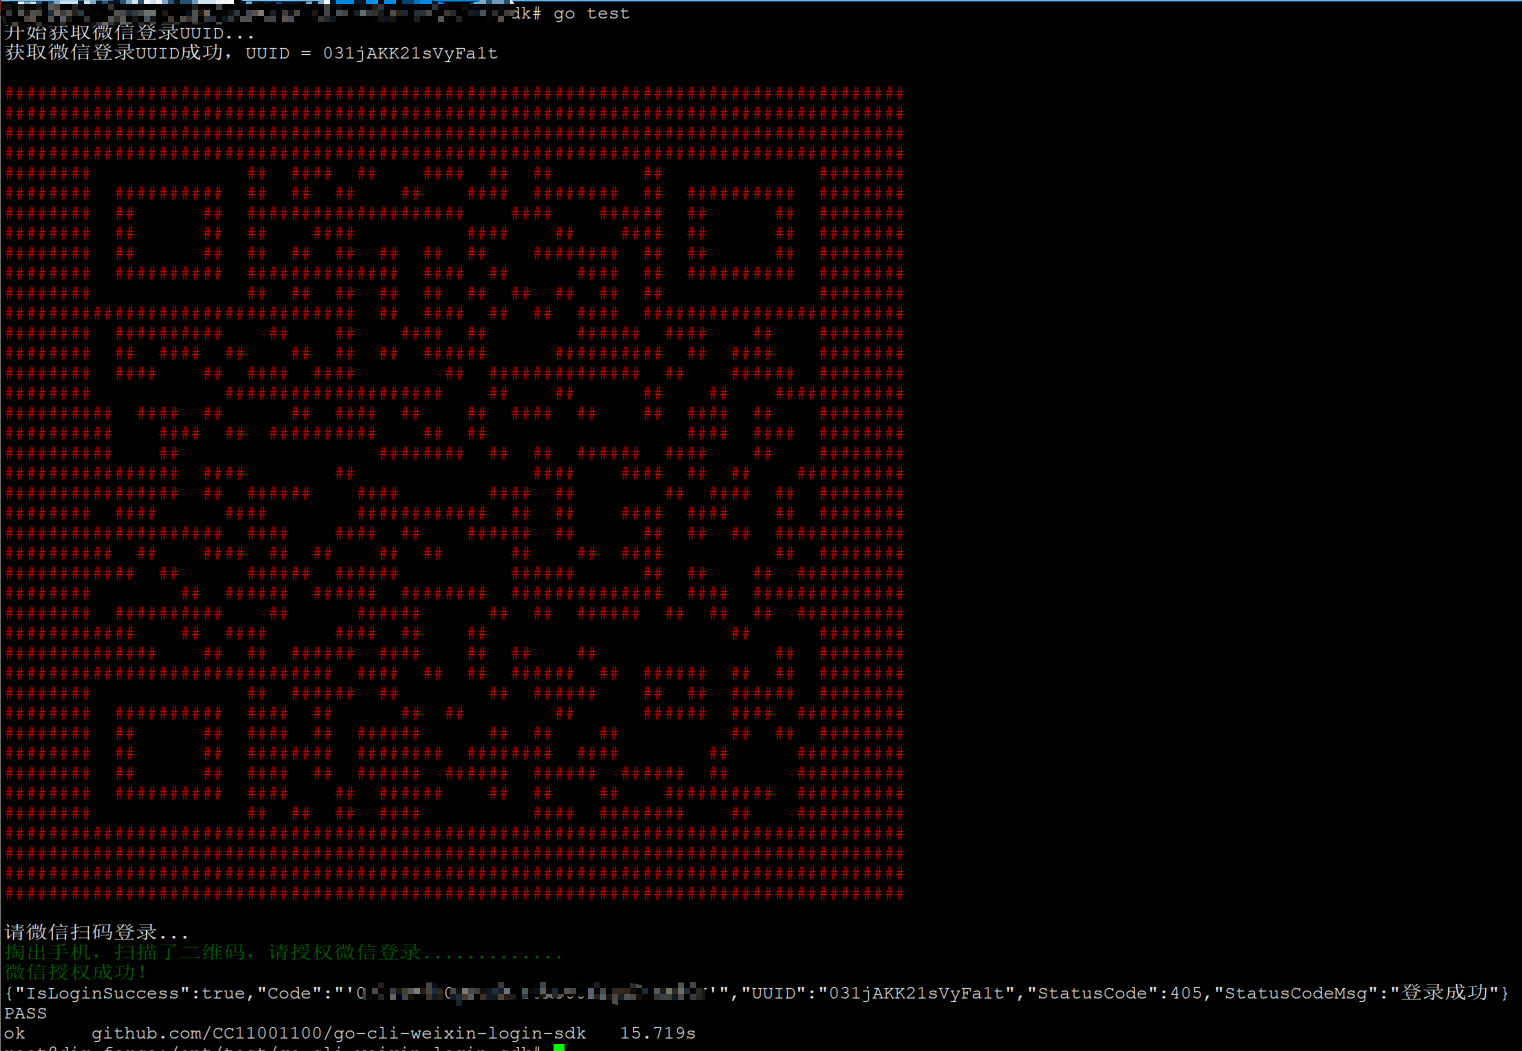 dk# go test
开始获取微信登录UUID...
获取微信登录UUID成功，UUID = 031jAKK21sVyFa1t
请微信扫码登录...
掏出手机，扫描了二维码，请授权微信登录.............
微信授权成功！
{"IsLoginSuccess":true,"Code":"'0 '","UUID":"031jAKK21sVyFa1t","StatusCode":405,"StatusCodeMsg":"登录成功"}
PASS
ok github.com/CC11001100/go-cli-weixin-login-sdk 15.719s